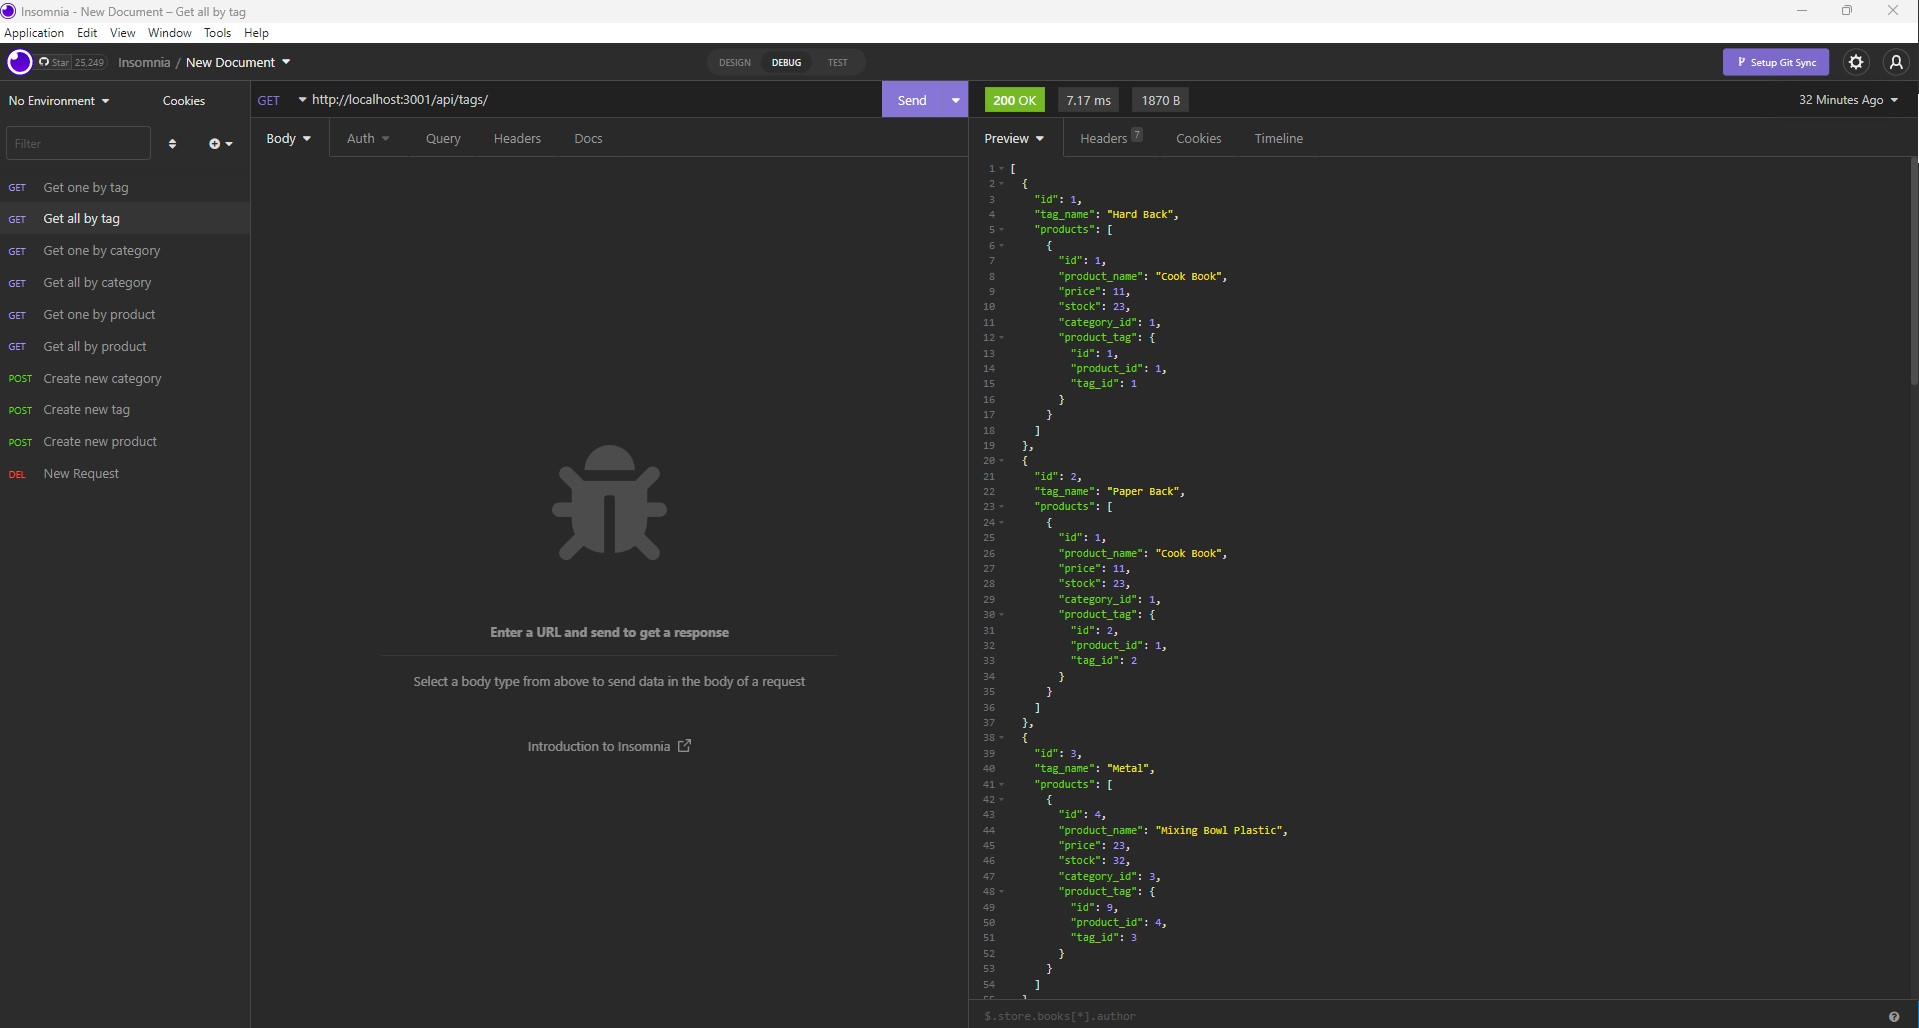 Insomnia - New Document – Get all by tag
Application Edit View Window Tools Help
Star 25,249 Insomnia / New Document DESIGN DEBUG TEST Setup Git Sync
No Environment Cookies
Filter
GET Get one by tag
GET Get all by tag
GET Get one by category
GET Get all by category
GET Get one by product
GET Get all by product
POST Create new category
POST Create new tag
POST Create new product
DEL New Request
GET http://localhost:3001/api/tags/ Send
Body Auth Query Headers Docs
Enter a URL and send to get a response
Select a body type from above to send data in the body of a request
Introduction to Insomnia
200 OK 7.17 ms 1870 B 32 Minutes Ago
Preview Headers 7 Cookies Timeline
1 [
2 {
3 "id": 1,
4 "tag_name": "Hard Back",
5 "products": [
6 {
7 "id": 1,
8 "product_name": "Cook Book",
9 "price": 11,
10 "stock": 23,
11 "category_id": 1,
12 "product_tag": {
13 "id": 1,
14 "product_id": 1,
15 "tag_id": 1
16 }
17 }
18 ]
19 },
20 {
21 "id": 2,
22 "tag_name": "Paper Back",
23 "products": [
24 {
25 "id": 1,
26 "product_name": "Cook Book",
27 "price": 11,
28 "stock": 23,
29 "category_id": 1,
30 "product_tag": {
31 "id": 2,
32 "product_id": 1,
33 "tag_id": 2
34 }
35 }
36 ]
37 },
38 {
39 "id": 3,
40 "tag_name": "Metal",
41 "products": [
42 {
43 "id": 4,
44 "product_name": "Mixing Bowl Plastic",
45 "price": 23,
46 "stock": 32,
47 "category_id": 3,
48 "product_tag": {
49 "id": 9,
50 "product_id": 4,
51 "tag_id": 3
52 }
53 }
54 ]
$.store.books[*].author